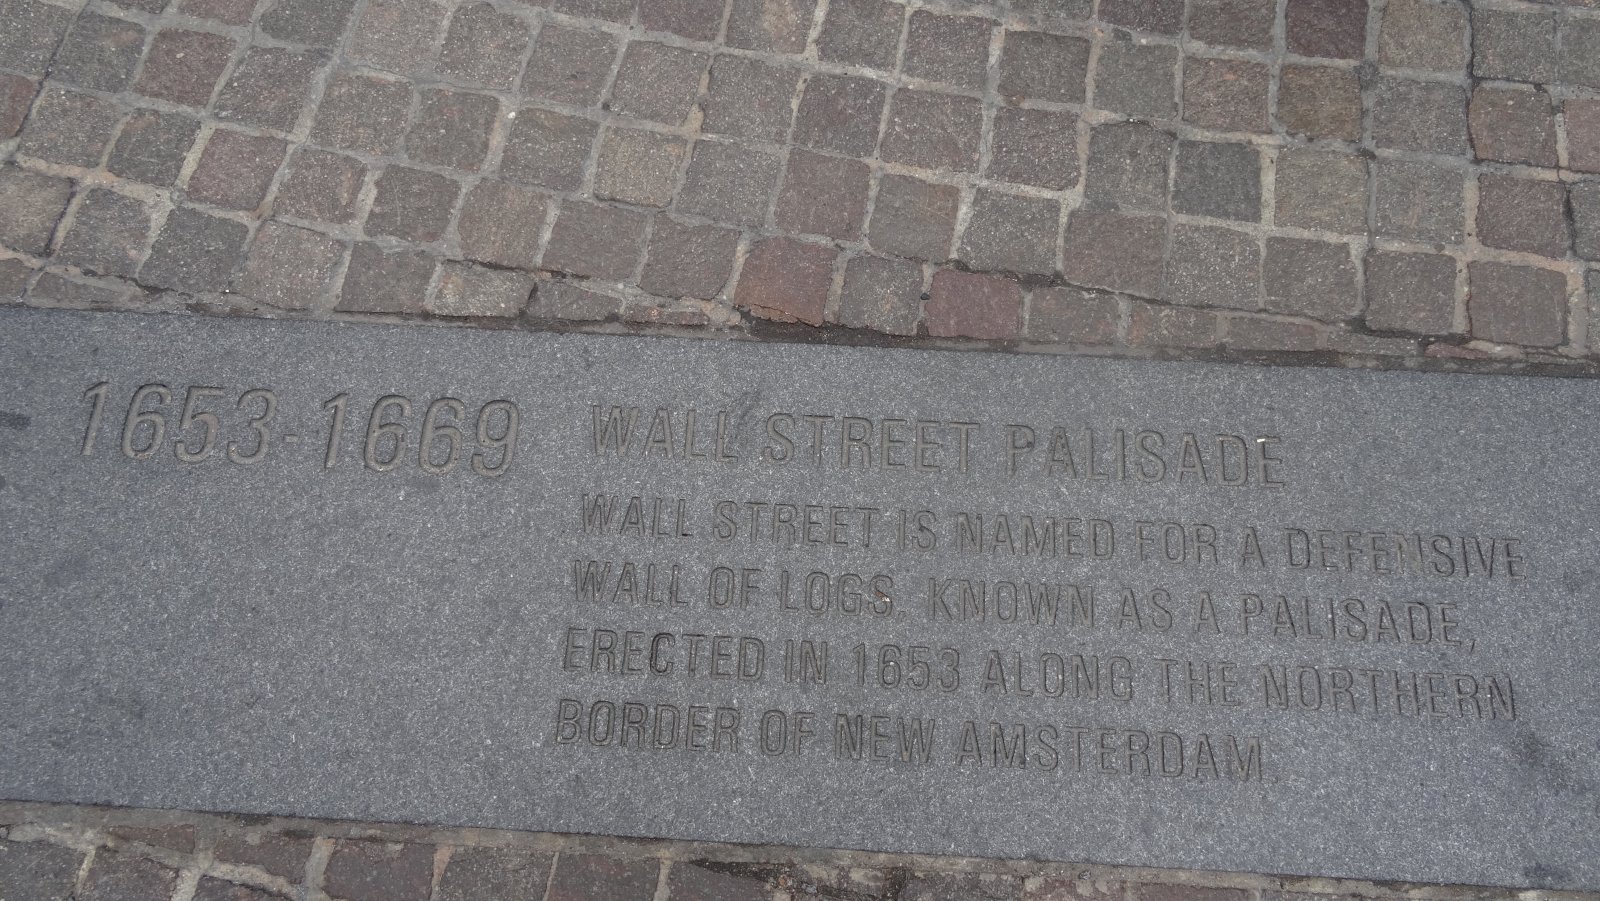 1653-1669 WALL STREET PALISADE
WALL STREET IS NAMED FOR A DEFENSIVE
WALL OF LOGS, KNOWN AS A PALISADE,
ERECTED IN 1653 ALONG THE NORTHERN
BORDER OF NEW AMSTERDAM.